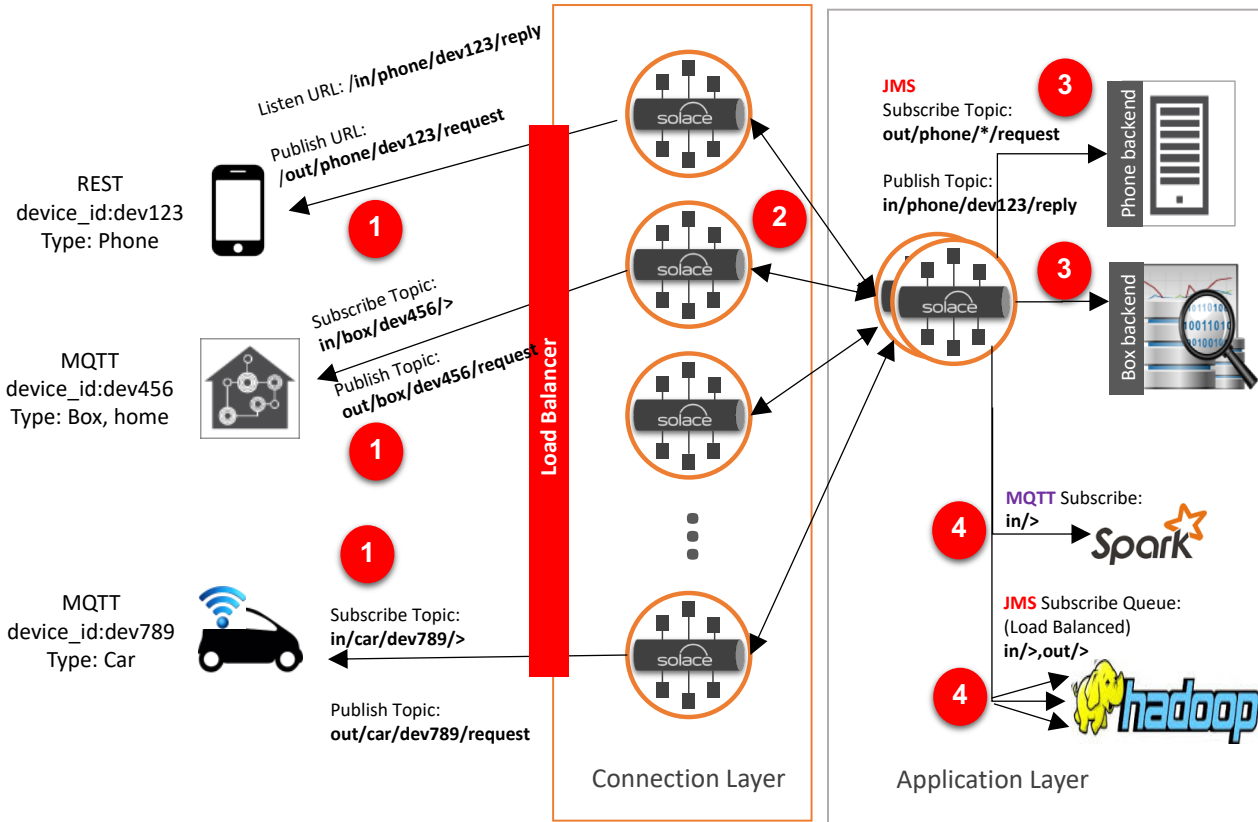 Listen URL: /in/phone/dev123/reply
Publish URL:
/out/phone/dev123/request
REST
device_id:dev123
Type: Phone
1
Subscribe Topic:
in/box/dev456/>
Publish Topic:
out/box/dev456/request
MQTT
device_id:dev456
Type: Box, home
1
1
MQTT
device_id:dev789
Type: Car
Subscribe Topic:
in/car/dev789/>
Publish Topic:
out/car/dev789/request
Load Balancer
solace
solace
solace
solace
Connection Layer
2
solace
JMS
Subscribe Topic:
out/phone/*/request
Publish Topic:
in/phone/dev123/reply
3
Phone backend
3
Box backend
10011010
4
MQTT Subscribe:
in/>
Spark
JMS Subscribe Queue:
(Load Balanced)
in/>,out/>
4
hadoop
Application Layer